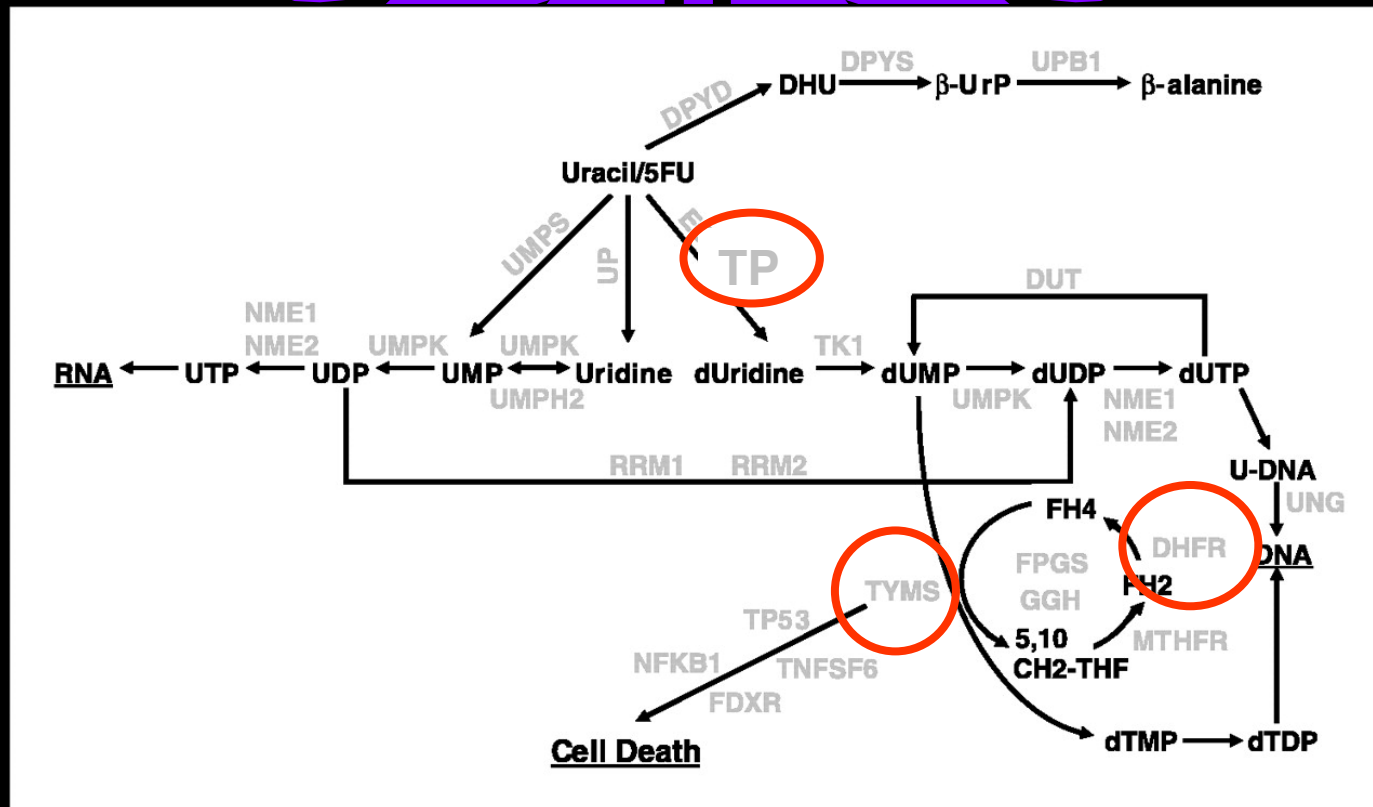 DPYS UPB1
DHU β-UrP β-alanine
DPYD
Uracil/5FU
UMPS UP TP
DUT
NME1
NME2 UMPK UMPK TK1
RNA UTP UDP UMP Uridine dUridine dUMP dUDP dUTP
UMPH2 UMPK NME1
NME2
RRM1 RRM2
U-DNA
UNG
FH4
DHFR DNA
FPGS
TYMS GGH FH2
TP53 5,10 MTHFR
NFKB1 TNFSF6 CH2-THF
FDXR
Cell Death dTMP dTDP